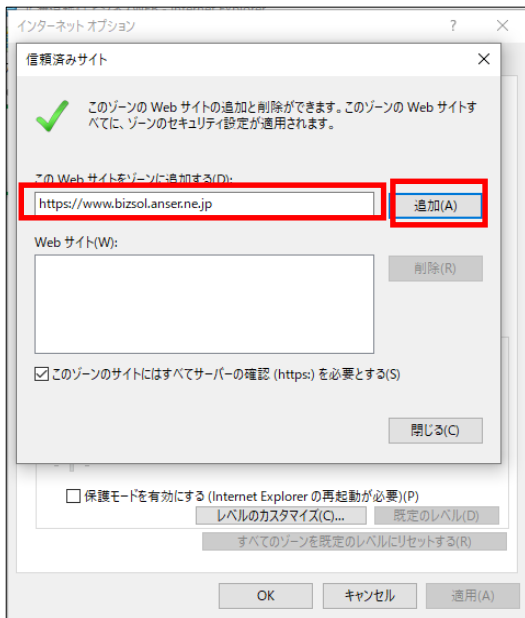 インターネット オプション
?
信頼済みサイト
このゾーンの Web サイトの追加と削除ができます。このゾーンの Web サイトす
べてに、ゾーンのセキュリティ設定が適用されます。
この Web サイトをゾーンに追加する(D):
https://www.bizsol.anser.ne.jp
追加(A)
Web サイト(W):
削除(R)
このゾーンのサイトにはすべてサーバーの確認 (https:) を必要とする(S)
閉じる(C)
保護モードを有効にする (Internet Explorer の再起動が必要)(P)
レベルのカスタマイズ(C)...
既定のレベル(D)
すべてのゾーンを既定のレベルにリセットする(R)
OK
キャンセル
適用(A)